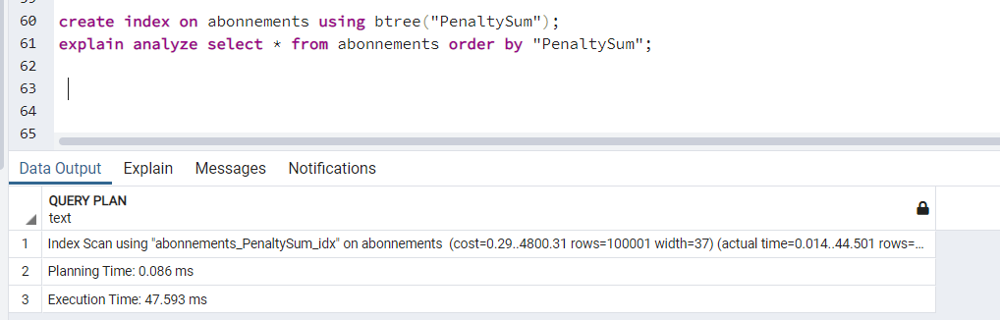 60 create index on abonnements using btree("PenaltySum");
61 explain analyze select * from abonnements order by "PenaltySum";
62
63
64
65
Data Output Explain Messages Notifications
QUERY PLAN
text
1 Index Scan using "abonnements_PenaltySum_idx" on abonnements (cost=0.29..4800.31 rows=100001 width=37) (actual time=0.014..44.501 rows=...
2 Planning Time: 0.086 ms
3 Execution Time: 47.593 ms